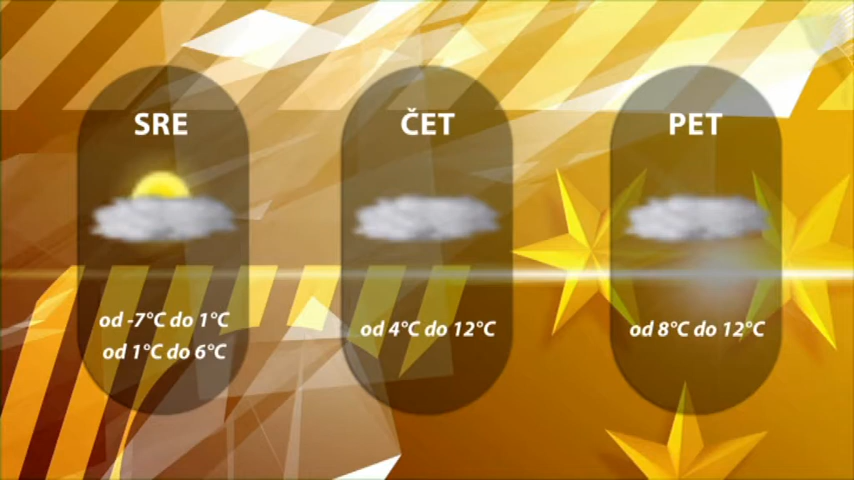 SRE
od -7°C do 1°C
od 1°C do 6°C
ČET
od 4°C do 12°C
PET
od 8°C do 12°C